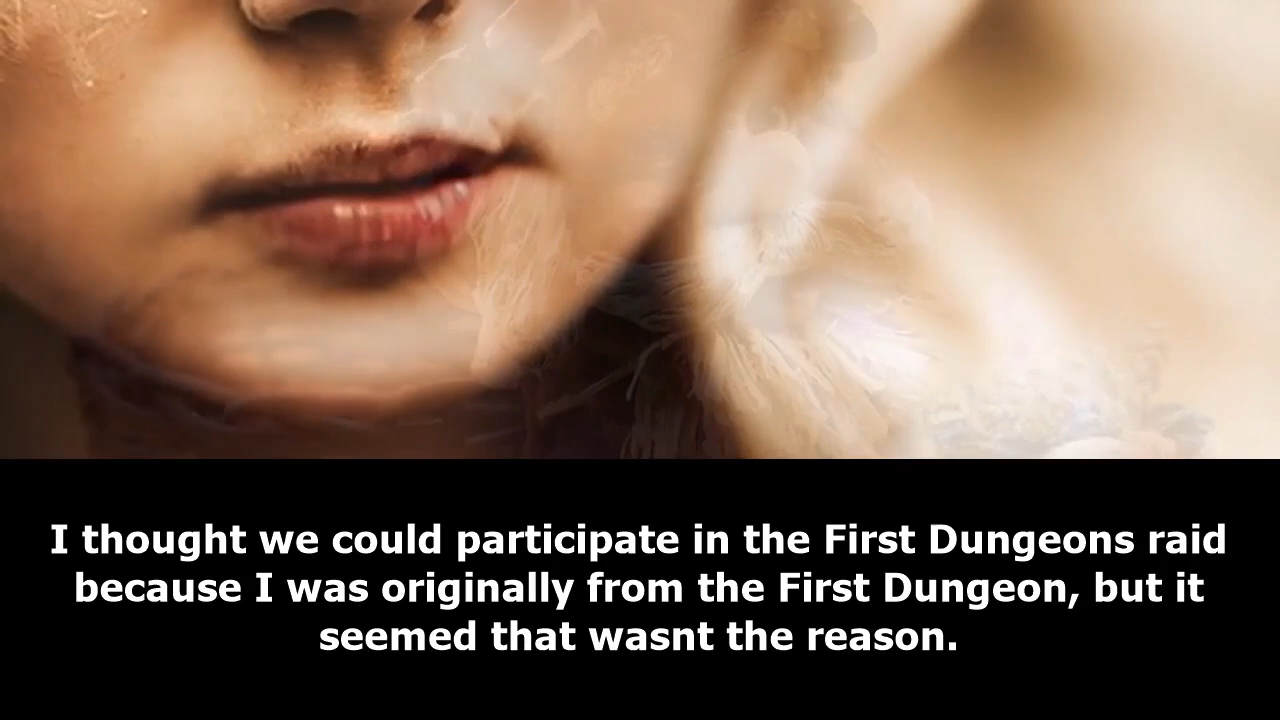 I thought we could participate in the First Dungeons raid
because I was originally from the First Dungeon, but it
seemed that wasnt the reason.